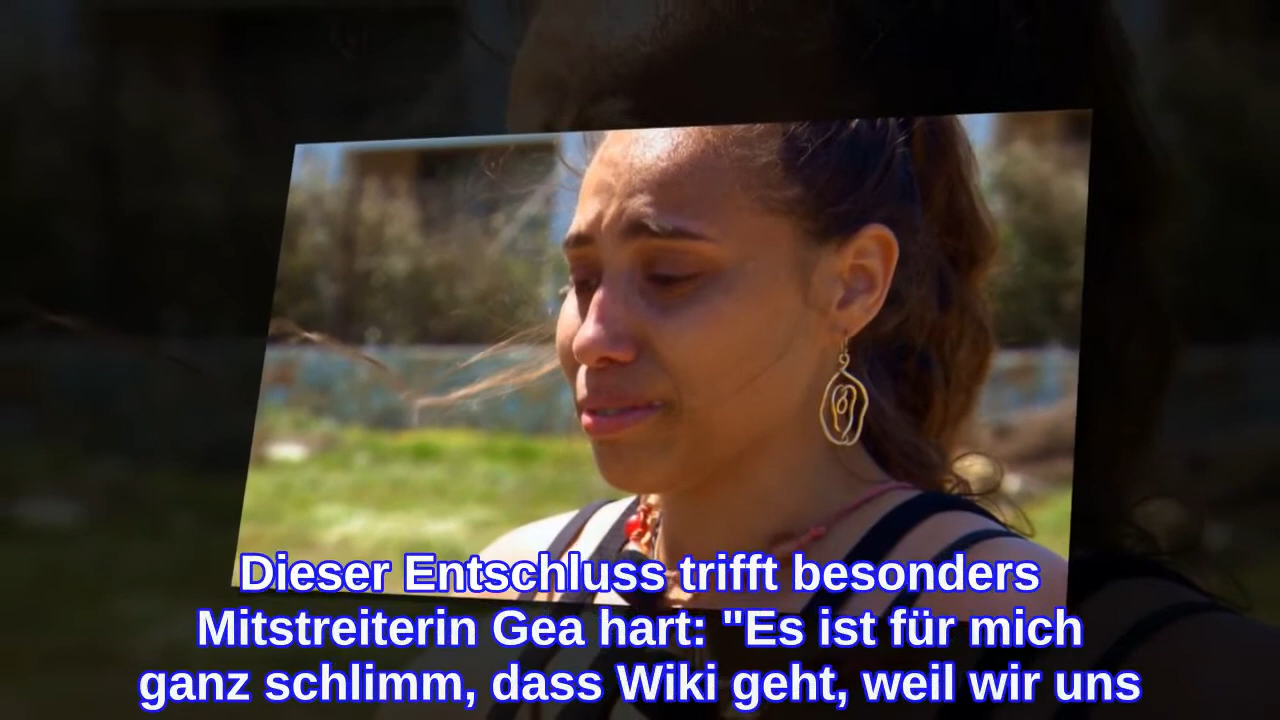 Dieser Entschluss trifft besonders
Mitstreiterin Gea hart: "Es ist für mich
ganz schlimm, dass Wiki geht, weil wir uns